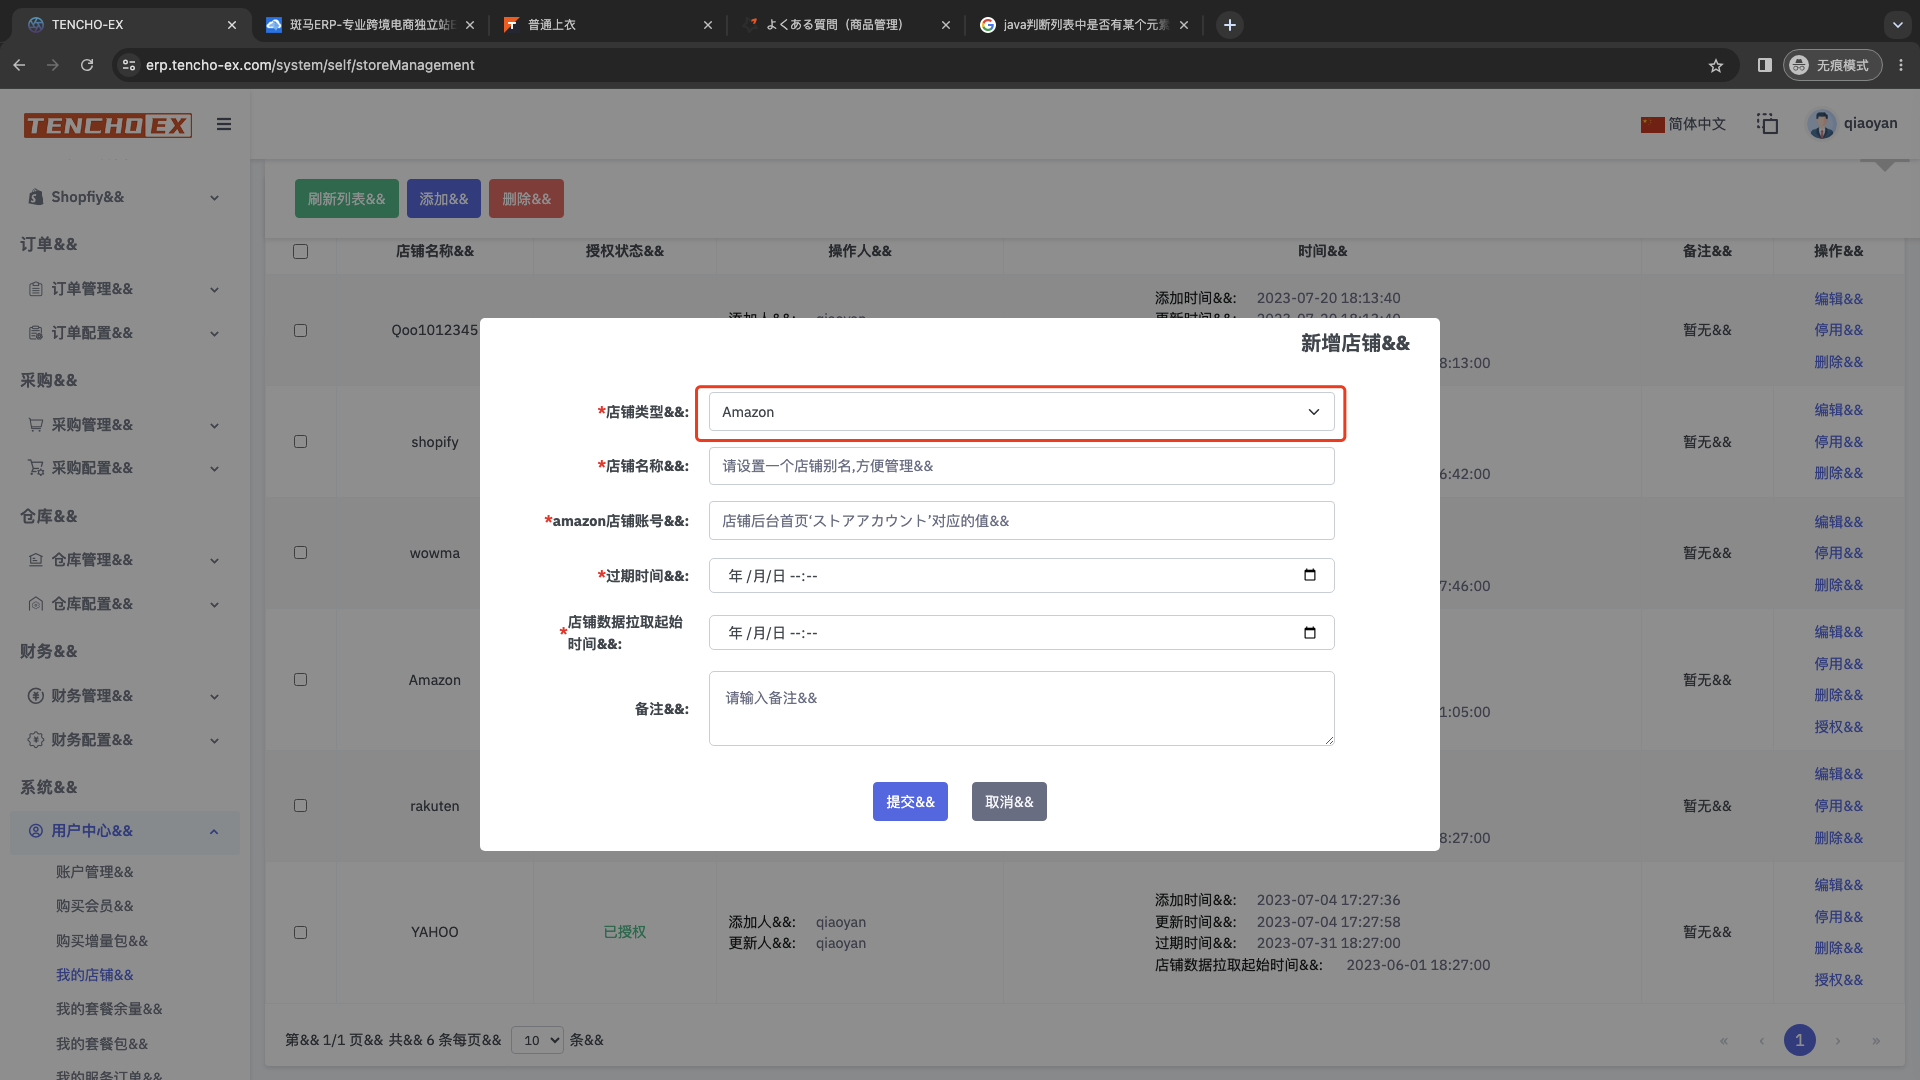 TENCHO-EX
斑马ERP-专业跨境电商独立站E
普通上衣
よくある質問（商品管理）
java判断列表中是否有某个元素
erp.tencho-ex.com/system/self/storeManagement
无痕模式
TENCHO EX
简体中文
qiaoyan
Shopfiy&&
订单&&
订单管理&&
订单配置&&
采购&&
采购管理&&
采购配置&&
仓库&&
仓库管理&&
仓库配置&&
财务&&
财务管理&&
财务配置&&
系统&&
用户中心&&
账户管理&&
购买会员&&
购买增量包&&
我的店铺&&
我的套餐余量&&
我的套餐包&&
我的服务订单&&
刷新列表&& 添加&& 删除&&
店铺名称&& 授权状态&& 操作人&& 时间&& 备注&& 操作&&
Qoo1012345
添加人&&: qiaoyan
添加时间&&: 2023-07-20 18:13:40
更新时间&&: 2023-07-20 18:13:40
8:13:00
暂无&&
编辑&&
停用&&
删除&&
shopify
6:42:00
暂无&&
编辑&&
停用&&
删除&&
wowma
7:46:00
暂无&&
编辑&&
停用&&
删除&&
Amazon
1:05:00
暂无&&
编辑&&
停用&&
删除&&
授权&&
rakuten
8:27:00
暂无&&
编辑&&
停用&&
删除&&
YAHOO
已授权
添加人&&: qiaoyan
更新人&&: qiaoyan
添加时间&&: 2023-07-04 17:27:36
更新时间&&: 2023-07-04 17:27:58
过期时间&&: 2023-07-31 18:27:00
店铺数据拉取起始时间&&: 2023-06-01 18:27:00
暂无&&
编辑&&
停用&&
删除&&
授权&&
第&& 1/1 页&& 共&& 6 条每页&& 10 条&&
« ‹ 1 › »
新增店铺&&
*店铺类型&&: Amazon
*店铺名称&&: 请设置一个店铺别名,方便管理&&
*amazon店铺账号&&: 店铺后台首页‘ストアアカウント’对应的值&&
*过期时间&&: 年 /月/日 --:--
*店铺数据拉取起始
时间&&: 年 /月/日 --:--
备注&&: 请输入备注&&
提交&& 取消&&